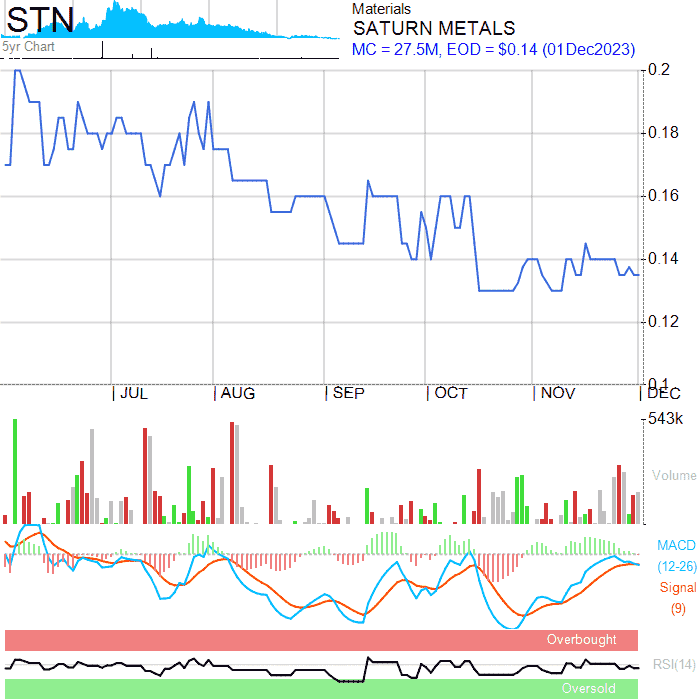 STN
5yr Chart
Materials
SATURN METALS
MC = 27.5M, EOD = $0.14 (01Dec2023)
0.2
0.18
0.16
0.14
0.12
0.1
JUL
AUG
SEP
OCT
NOV
DEC
543k
Volume
MACD
(12-26)
Signal
(9)
Overbought
RSI(14)
Oversold